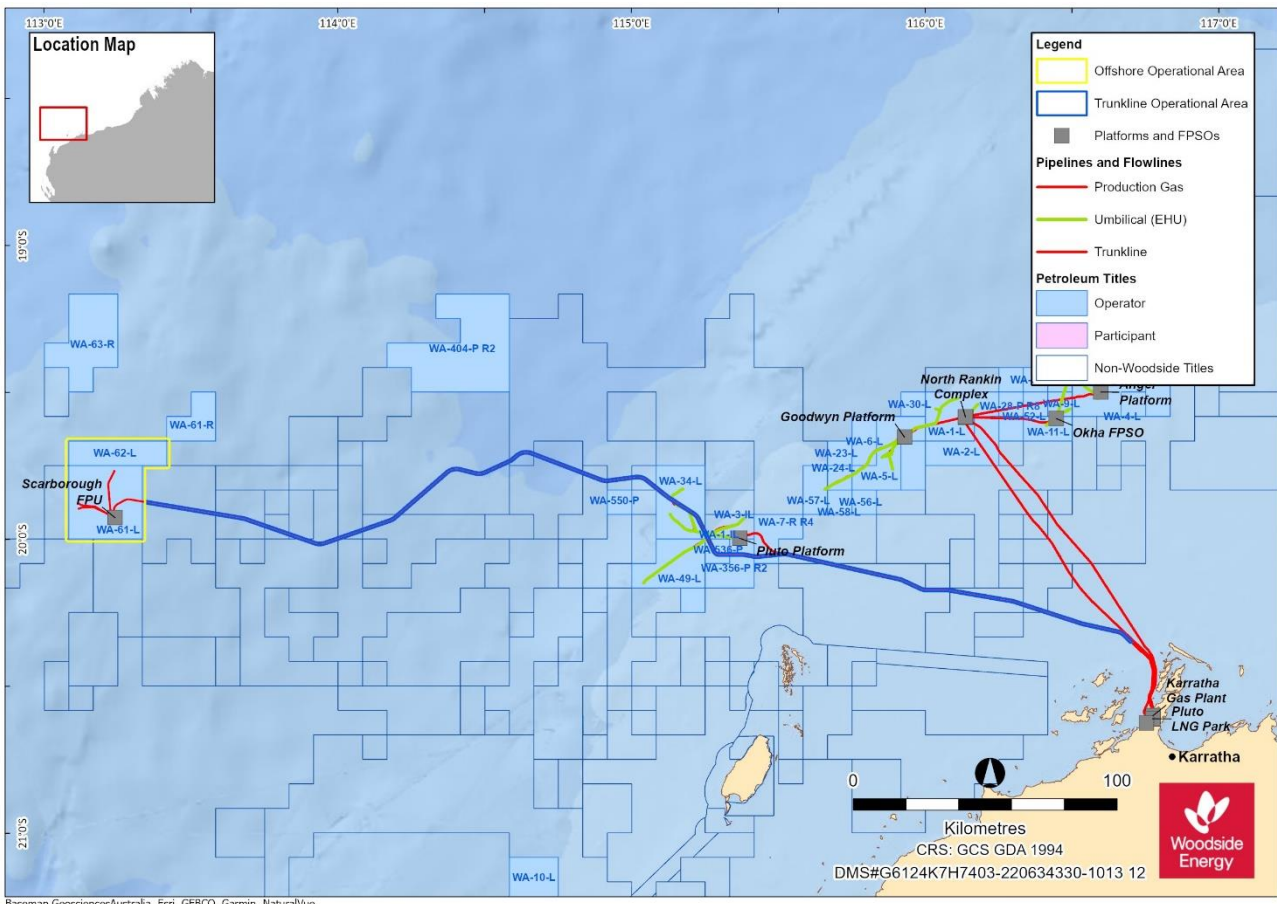 113°0'E
114°0'E
115°0'E
116°0'E
117°0'E
Location Map
Legend
Offshore Operational Area
Trunkline Operational Area
Platforms and FPSOs
Pipelines and Flowlines
Production Gas
Umbilical (EHU)
Trunkline
Petroleum Titles
Operator
Participant
Non-Woodside Titles
19°0'S
20°0'S
21°0'S
WA-63-R
WA-404-P R2
WA-61-R
WA-62-L
Scarborough
EPU
WA-61-L
North Rankin
Complex
Platform
WA-30-L
WA-28-P R8
WA-9-L
WA-52-L
WA-4-L
Goodwyn Platform
Okha FPSO
WA-6-L
WA-1-L
WA-11-L
WA-23-L
WA-2-L
WA-24-L
WA-5-L
WA-34-L
WA-550-P
WA-57-L
WA-56-L
WA-58-L
WA-3-IL
WA-7-R R4
Pluto Platform
WA-356-P R2
WA-49-L
Karratha
Gas Plant
Pluto
LNG Park
Karratha
0
100
Kilometres
CRS: GCS GDA 1994
DMS#G6124K7H7403-220634330-1013 12
Woodside
Energy
WA-10-L